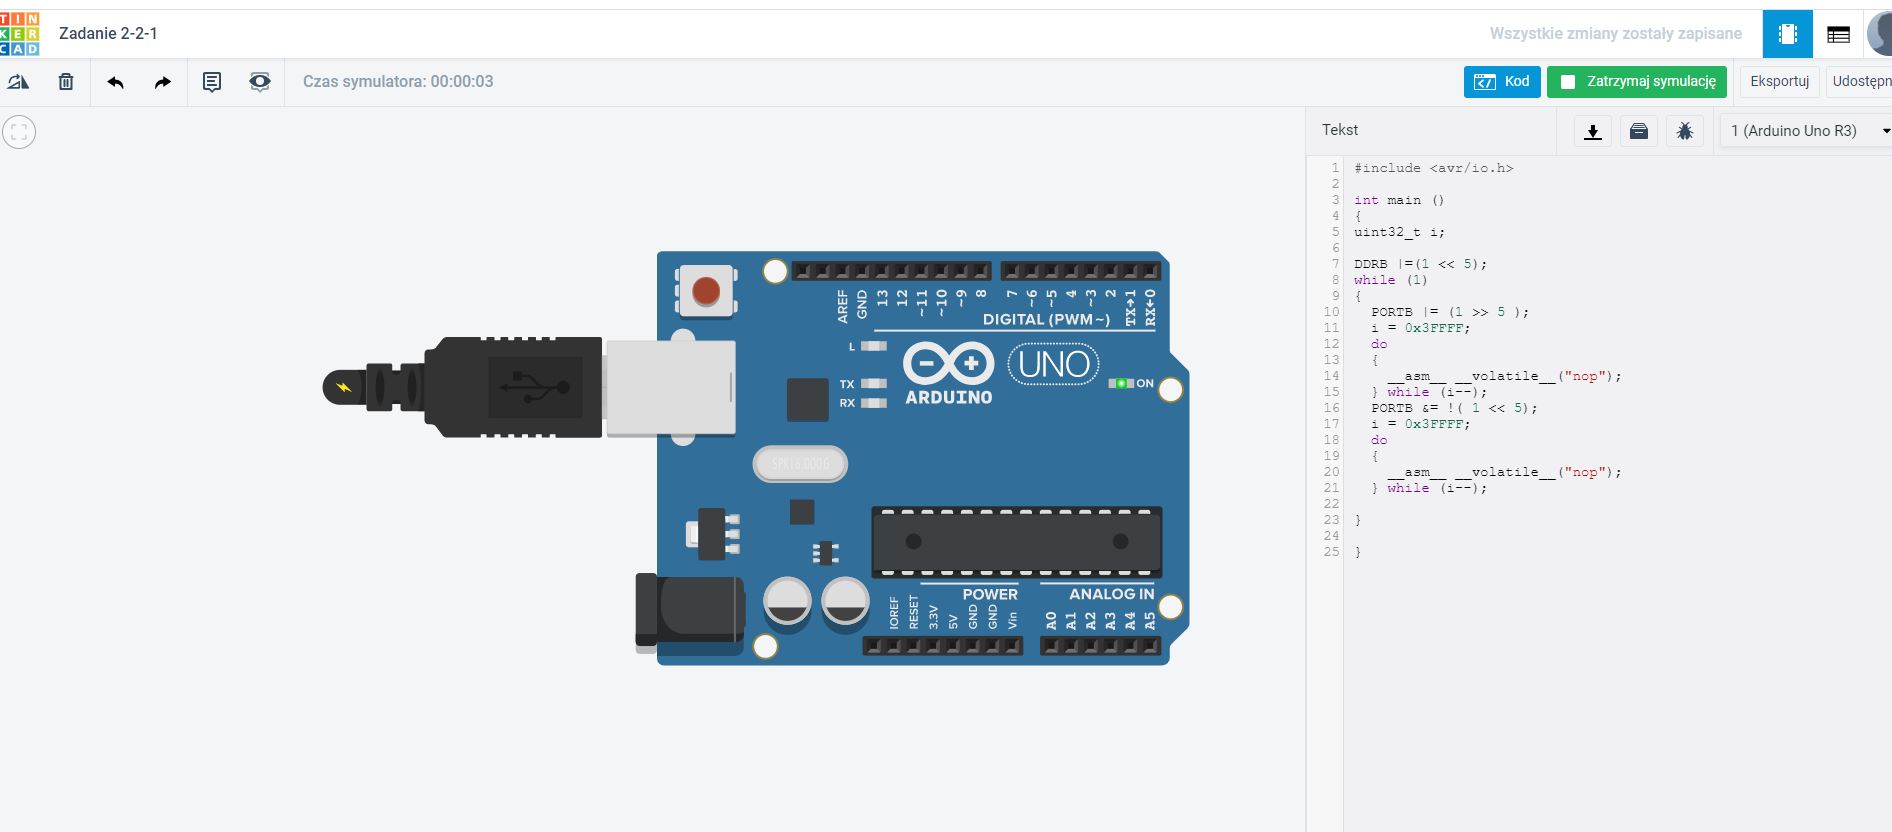 TIN
KER
CAD
Zadanie 2-2-1
Wszystkie zmiany zostały zapisane
Czas symulatora: 00:00:03
Kod
Zatrzymaj symulację
Eksportuj
Udostępn
Tekst
1 (Arduino Uno R3)
1 #include <avr/io.h>
2
3 int main ()
4 {
5 uint32_t i;
6
7 DDRB |=(1 << 5);
8 while (1)
9 {
10 PORTB |= (1 >> 5 );
11 i = 0x3FFFF;
12 do
13 {
14 __asm__ __volatile__("nop");
15 } while (i--);
16 PORTB &= !( 1 << 5);
17 i = 0x3FFFF;
18 do
19 {
20 __asm__ __volatile__("nop");
21 } while (i--);
22
23 }
24
25 }
AREF GND 13 12 ~11 ~10 ~9 8 7 ~6 ~5 4 ~3 2 TX→1 RX←0
DIGITAL (PWM~)
L
TX
RX
ARDUINO
UNO
ON
SPK16.000G
POWER
ANALOG IN
IOREF RESET 3.3V 5V GND GND Vin A0 A1 A2 A3 A4 A5